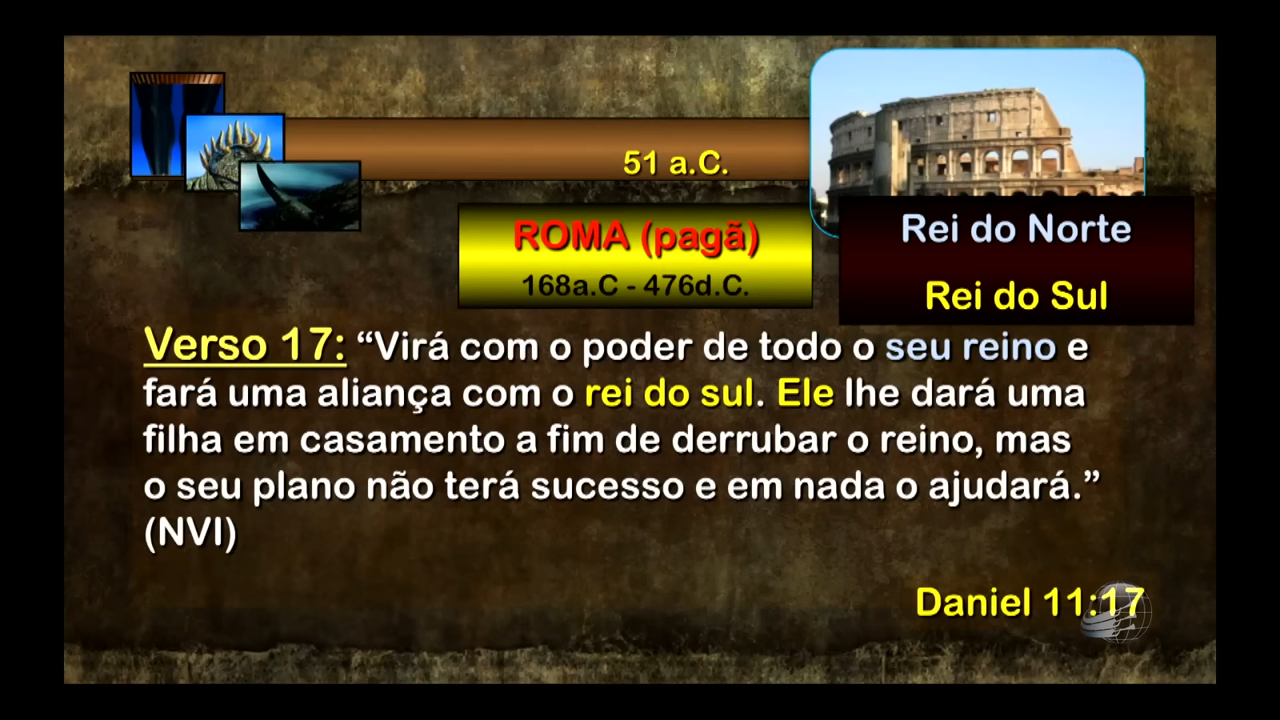 51 a.C.
ROMA (pagã)
168a.C - 476d.C.
Rei do Norte
Rei do Sul
Verso 17: “Virá com o poder de todo o seu reino e
fará uma aliança com o rei do sul. Ele lhe dará uma
filha em casamento a fim de derrubar o reino, mas
o seu plano não terá sucesso e em nada o ajudará.”
(NVI)
Daniel 11:17